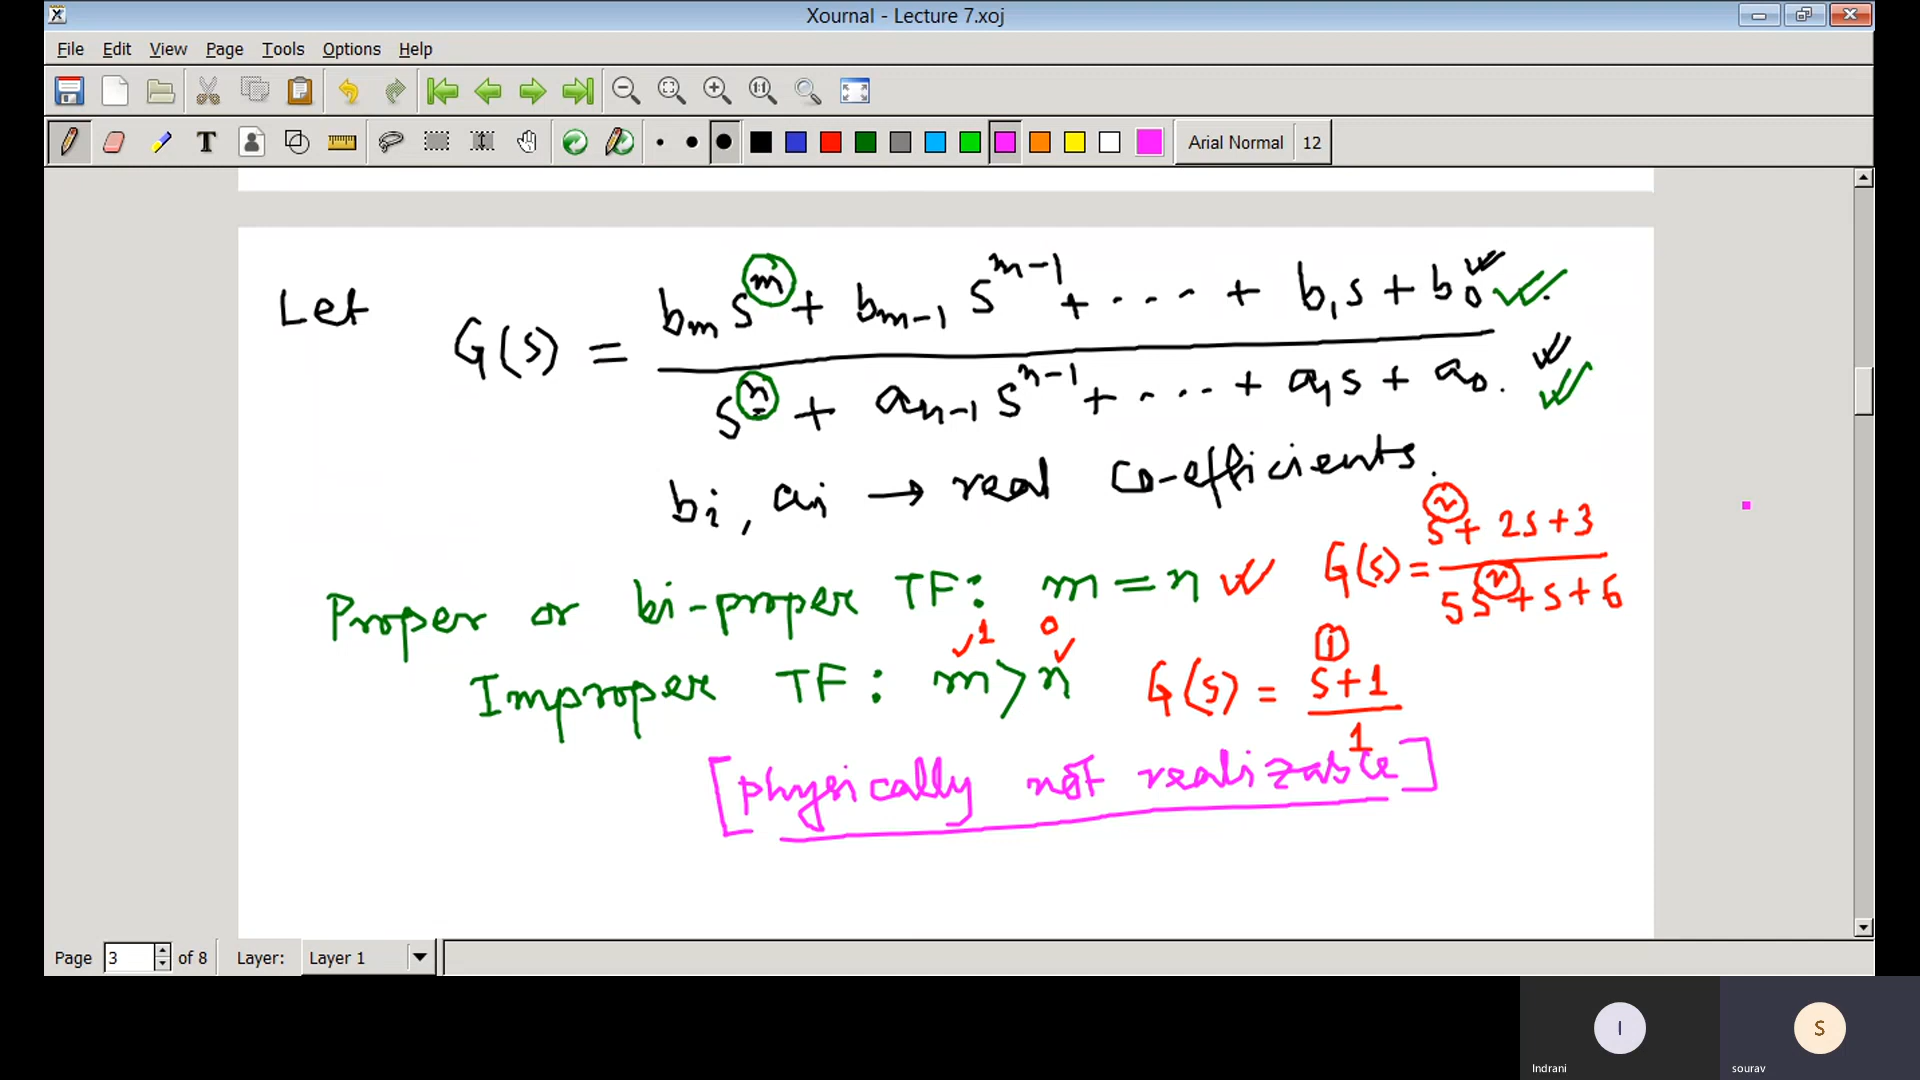 Xournal - Lecture 7.xoj
File Edit View Page Tools Options Help
Arial Normal 12
Let G(s) = (b_m s^m + b_{m-1} s^{m-1} + ---- + b_1 s + b_0) / (s^n + a_{n-1} s^{n-1} + ---- + a_1 s + a_0).
b_i, a_i → real co-efficients.
G(s) = (s^2 + 2s + 3) / (5s^2 + s + 6)
Proper or bi-proper TF: m = n
1 0
Improper TF: m > n G(s) = (s + 1) / 1
1
[physically not realizable]
Page 3 of 8 Layer: Layer 1
I S
Indrani sourav